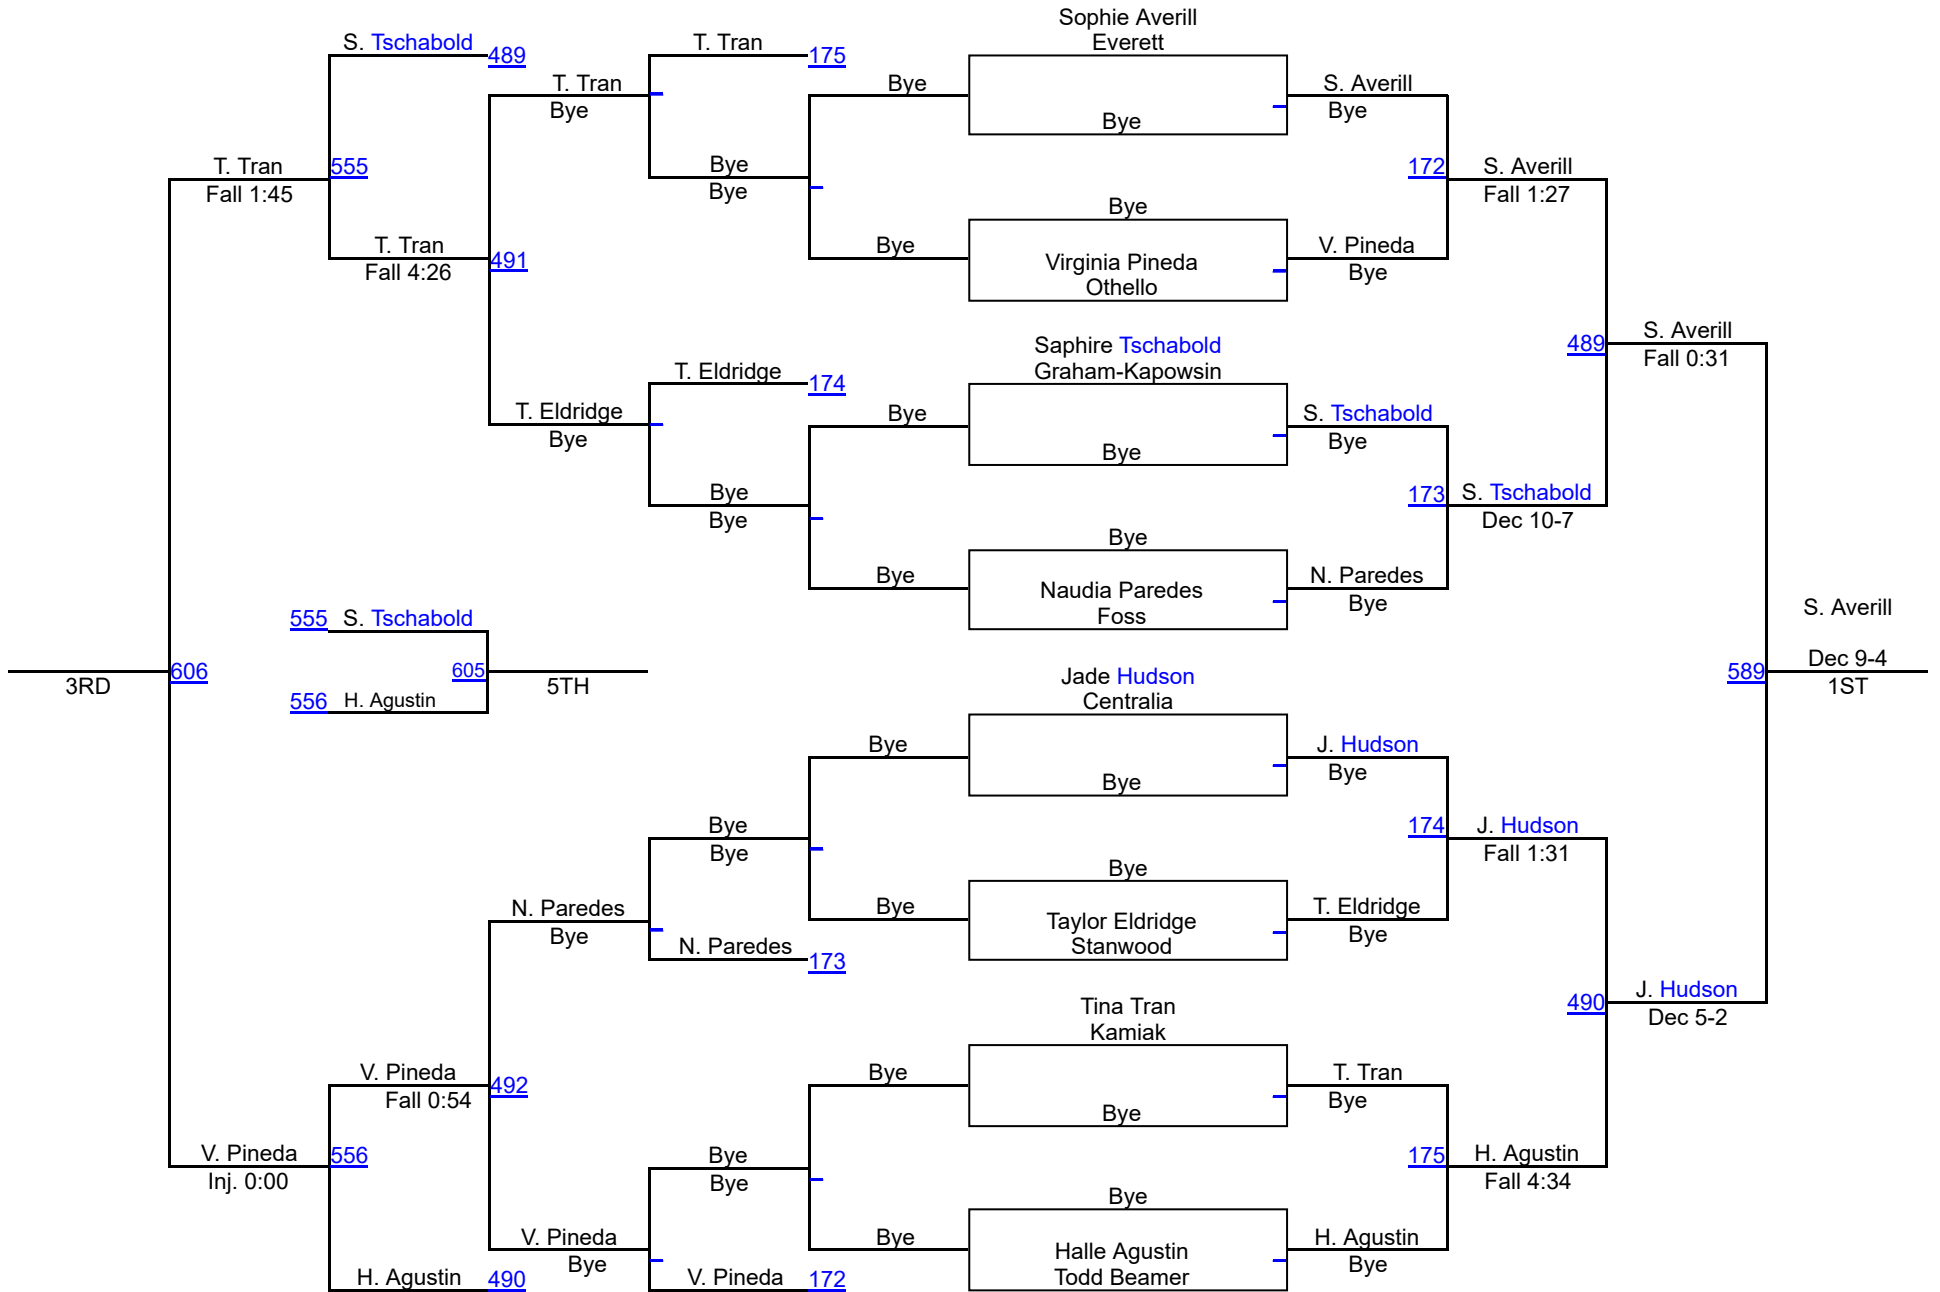 Sophie Averill
Everett
S. Tschabold
489
T. Tran
175
T. Tran
Bye
Bye
Bye
S. Averill
Bye
T. Tran
Fall 1:45
555
Bye
Bye
172
S. Averill
Fall 1:27
Bye
T. Tran
Fall 4:26
491
Bye
Virginia Pineda
Othello
V. Pineda
Bye
Saphire Tschabold
Graham-Kapowsin
489
S. Averill
Fall 0:31
T. Eldridge
174
T. Eldridge
Bye
Bye
Bye
S. Tschabold
Bye
Bye
Bye
173
S. Tschabold
Dec 10-7
Bye
Bye
Naudia Paredes
Foss
N. Paredes
Bye
555
S. Tschabold
S. Averill
3RD
606
605
5TH
589
Dec 9-4
1ST
556
H. Agustin
Jade Hudson
Centralia
Bye
Bye
J. Hudson
Bye
Bye
Bye
174
J. Hudson
Fall 1:31
Bye
N. Paredes
Bye
Bye
Taylor Eldridge
Stanwood
T. Eldridge
Bye
N. Paredes
173
Tina Tran
Kamiak
490
J. Hudson
Dec 5-2
V. Pineda
Fall 0:54
492
Bye
Bye
T. Tran
Bye
V. Pineda
Inj. 0:00
556
Bye
Bye
175
H. Agustin
Fall 4:34
Bye
V. Pineda
Bye
Bye
Halle Agustin
Todd Beamer
H. Agustin
Bye
H. Agustin
490
V. Pineda
172